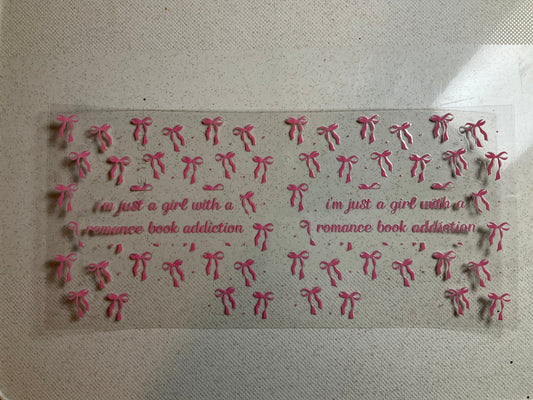 i'm just a girl with a
romance book addiction
i'm just a girl with a
romance book addiction